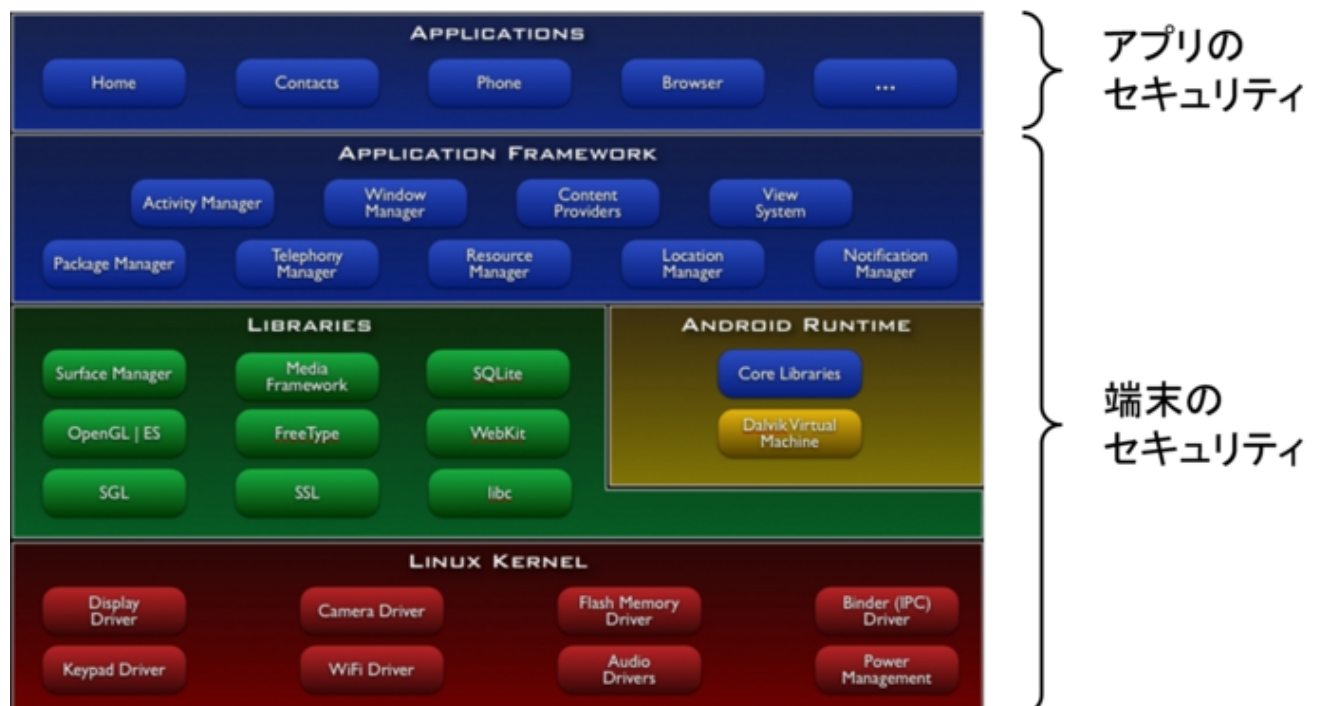 APPLICATIONS
Home
Contacts
Phone
Browser
...
アプリの
セキュリティ
APPLICATION FRAMEWORK
Activity Manager
Window
Manager
Content
Providers
View
System
Package Manager
Telephony
Manager
Resource
Manager
Location
Manager
Notification
Manager
LIBRARIES
Surface Manager
Media
Framework
SQLite
OpenGL | ES
FreeType
WebKit
SGL
SSL
libc
ANDROID RUNTIME
Core Libraries
Dalvik Virtual
Machine
端末の
セキュリティ
LINUX KERNEL
Display
Driver
Camera Driver
Flash Memory
Driver
Binder (IPC)
Driver
Keypad Driver
WiFi Driver
Audio
Drivers
Power
Management